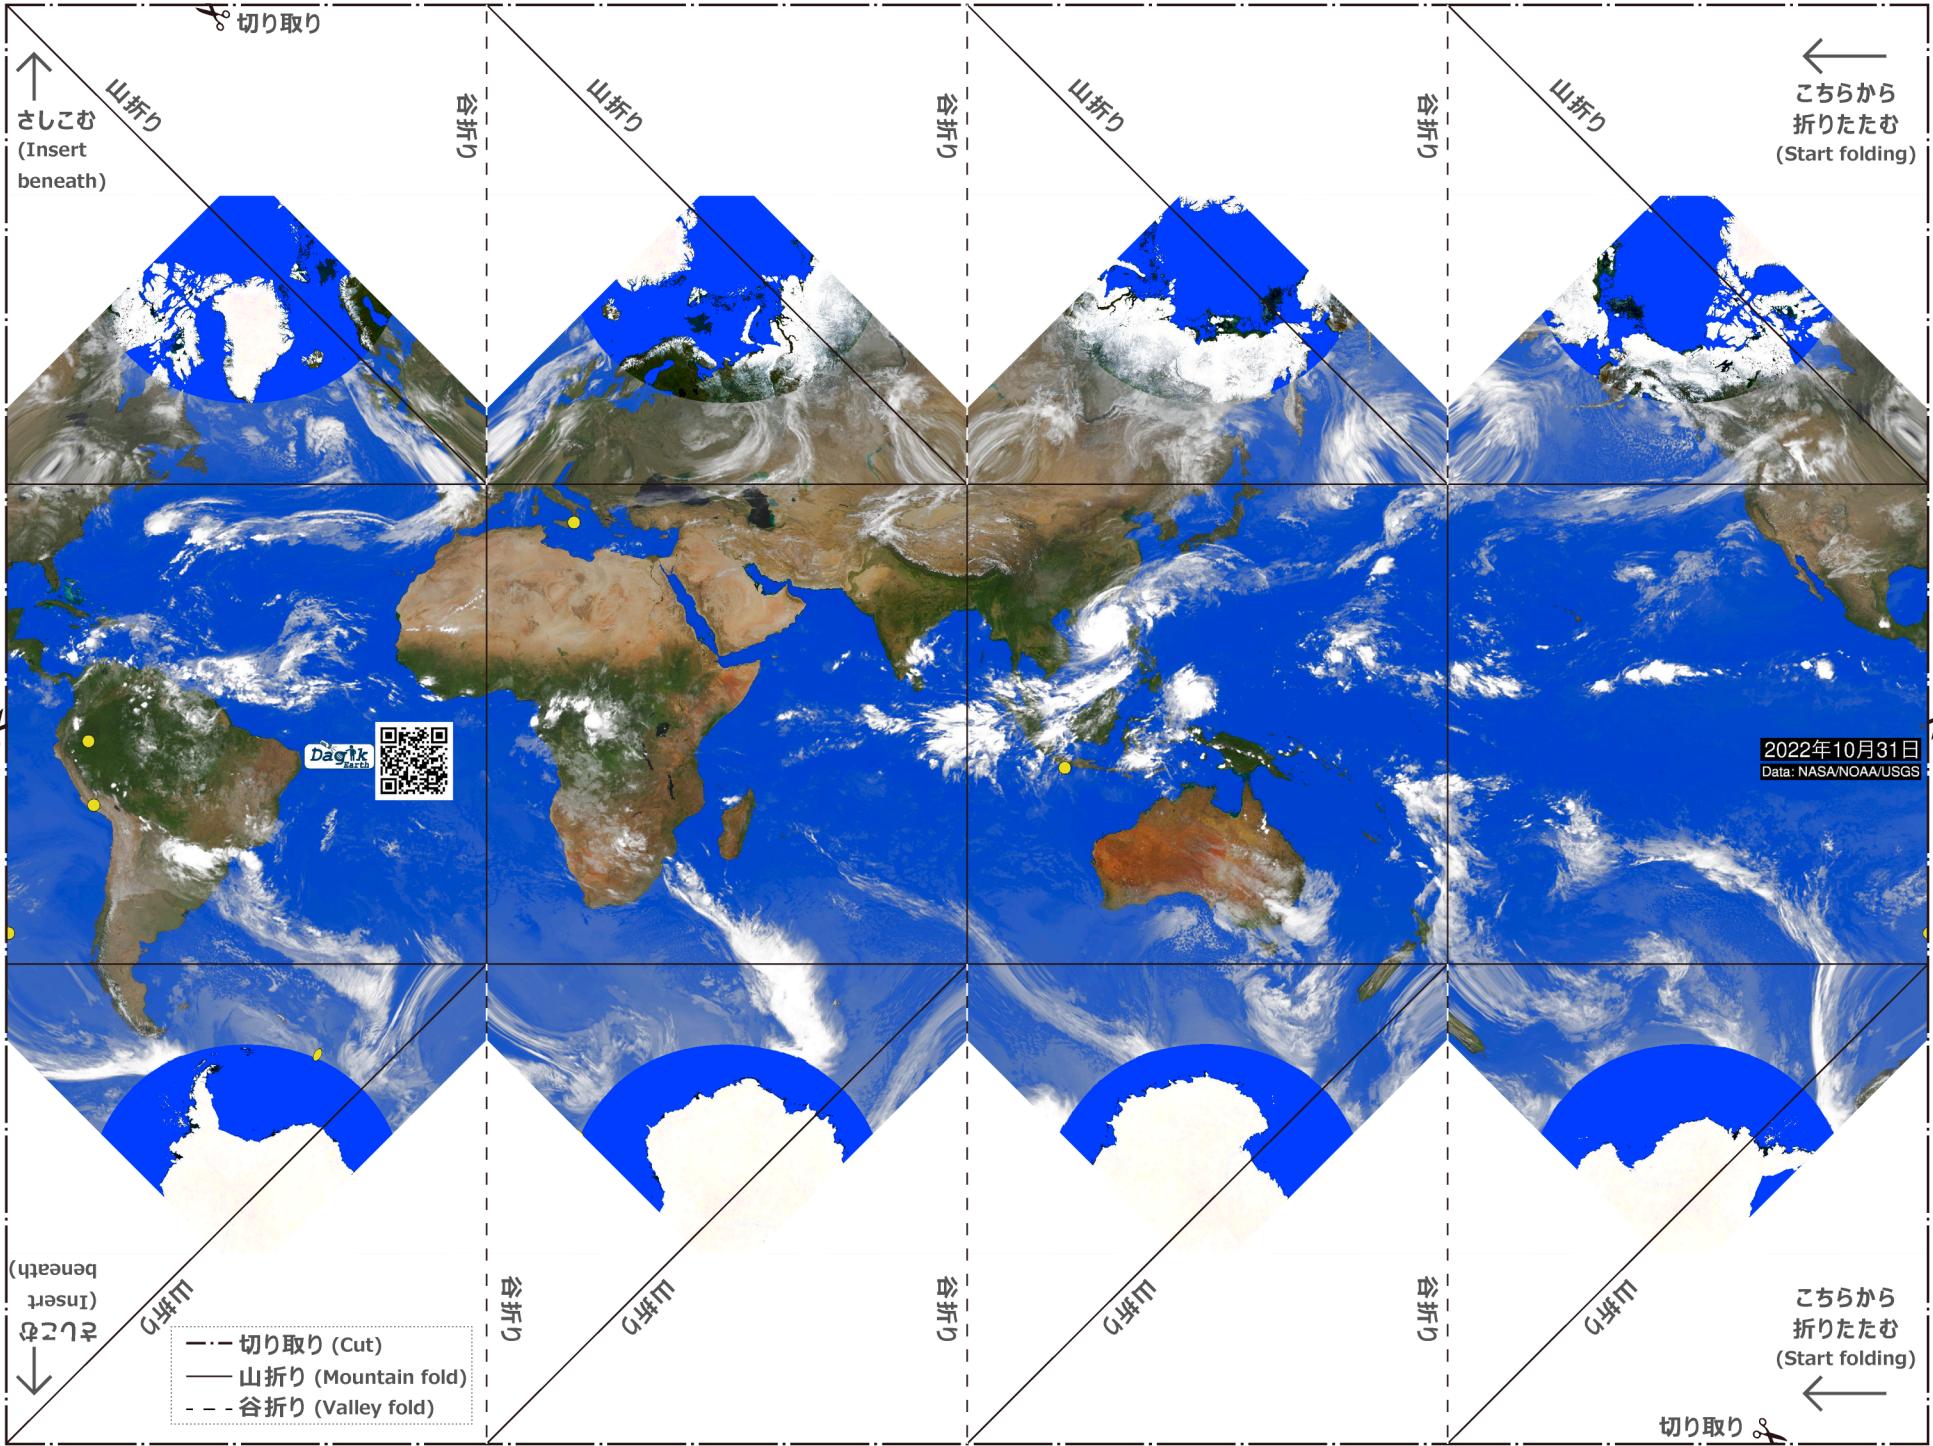 切り取り
山折り
谷折り
山折り
谷折り
山折り
谷折り
山折り
さしこむ
(Insert
beneath)
こちらから
折りたたむ
(Start folding)
Dagik
Earth
2022年10月31日
Data: NASA/NOAA/USGS
さしこむ
(Insert
beneath)
山折り
谷折り
山折り
谷折り
山折り
谷折り
山折り
切り取り (Cut)
山折り (Mountain fold)
谷折り (Valley fold)
こちらから
折りたたむ
(Start folding)
切り取り